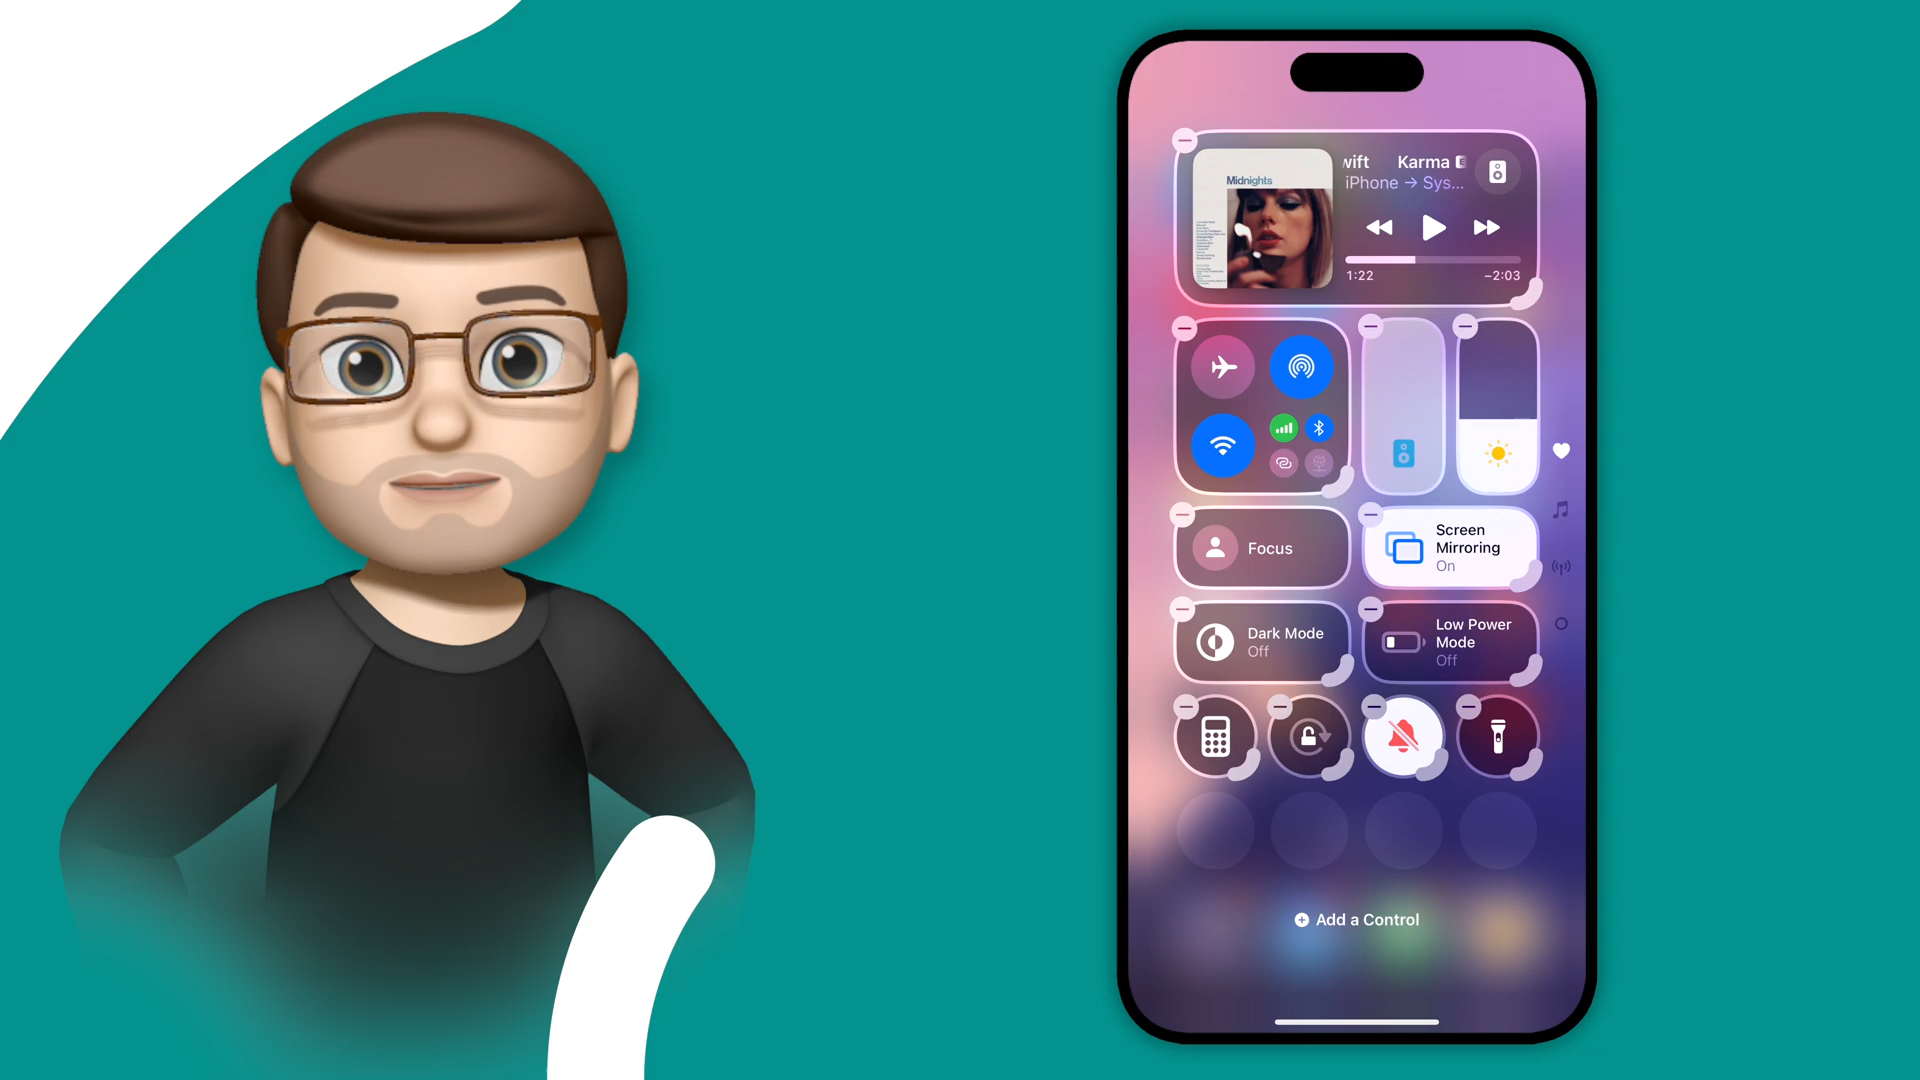 Midnights
wift Karma E
iPhone → Sys...
1:22 −2:03
Focus
Screen
Mirroring
On
Dark Mode
Off
Low Power
Mode
Off
Add a Control